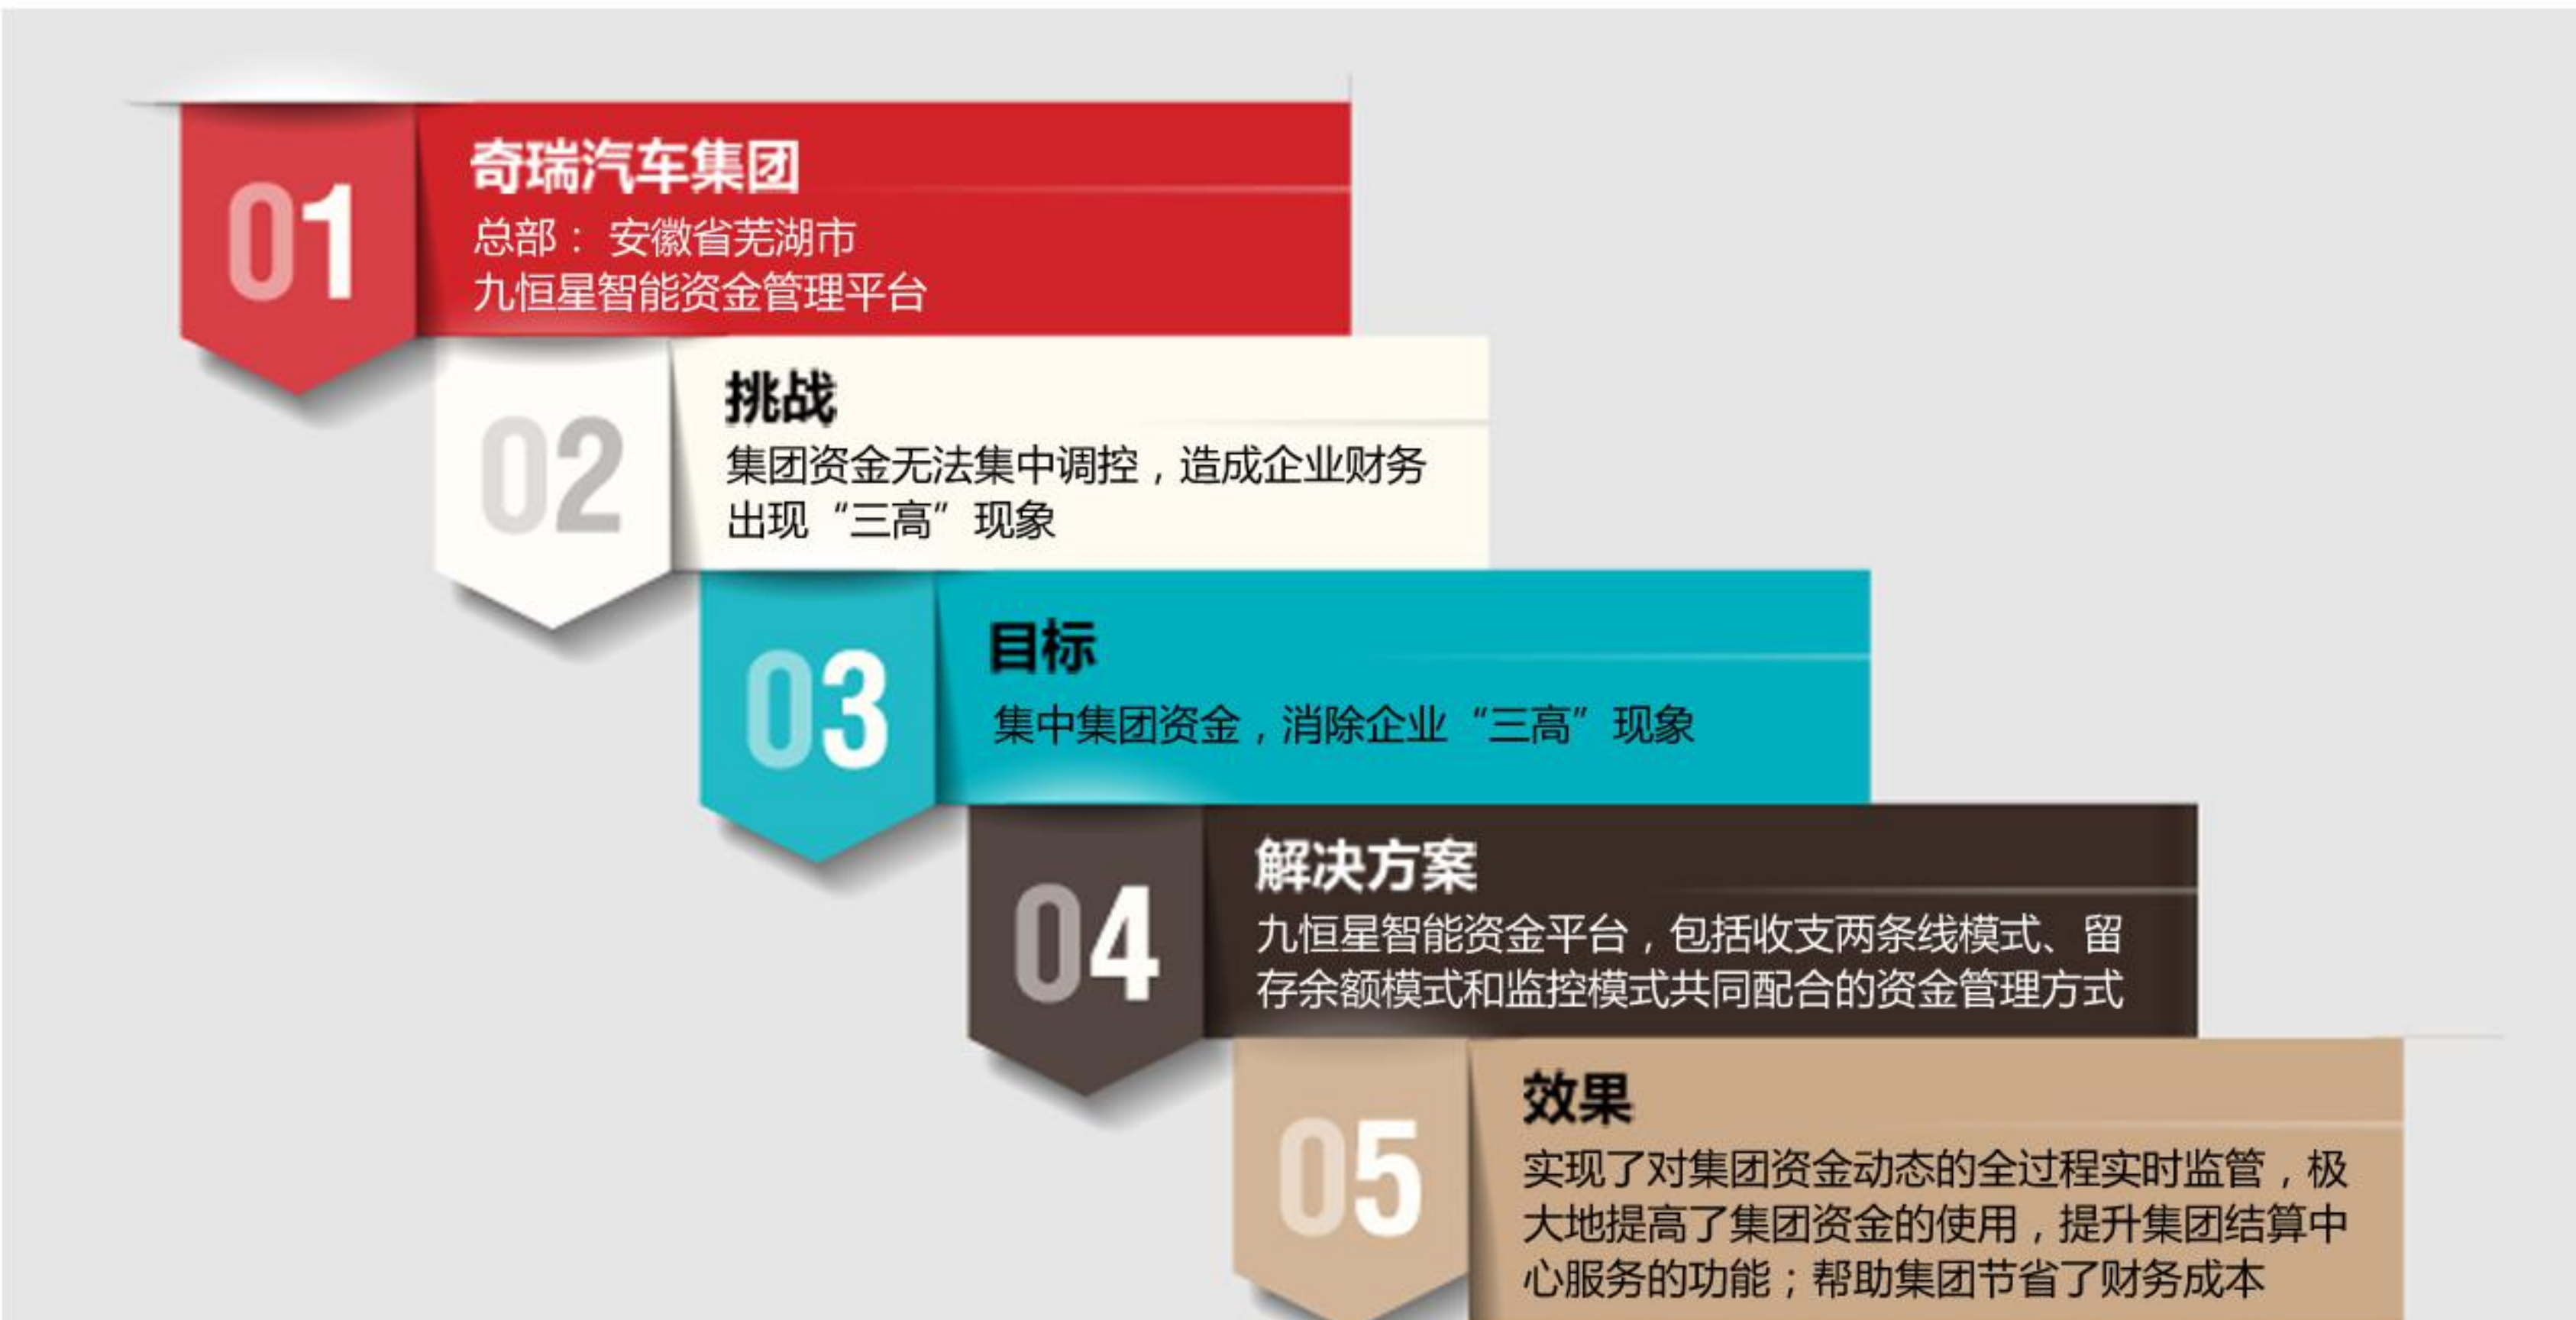 01
奇瑞汽车集团
总部： 安徽省芜湖市
九恒星智能资金管理平台
02
挑战
集团资金无法集中调控，造成企业财务
出现“三高”现象
03
目标
集中集团资金，消除企业“三高”现象
04
解决方案
九恒星智能资金平台，包括收支两条线模式、留
存余额模式和监控模式共同配合的资金管理方式
05
效果
实现了对集团资金动态的全过程实时监管，极
大地提高了集团资金的使用，提升集团结算中
心服务的功能；帮助集团节省了财务成本